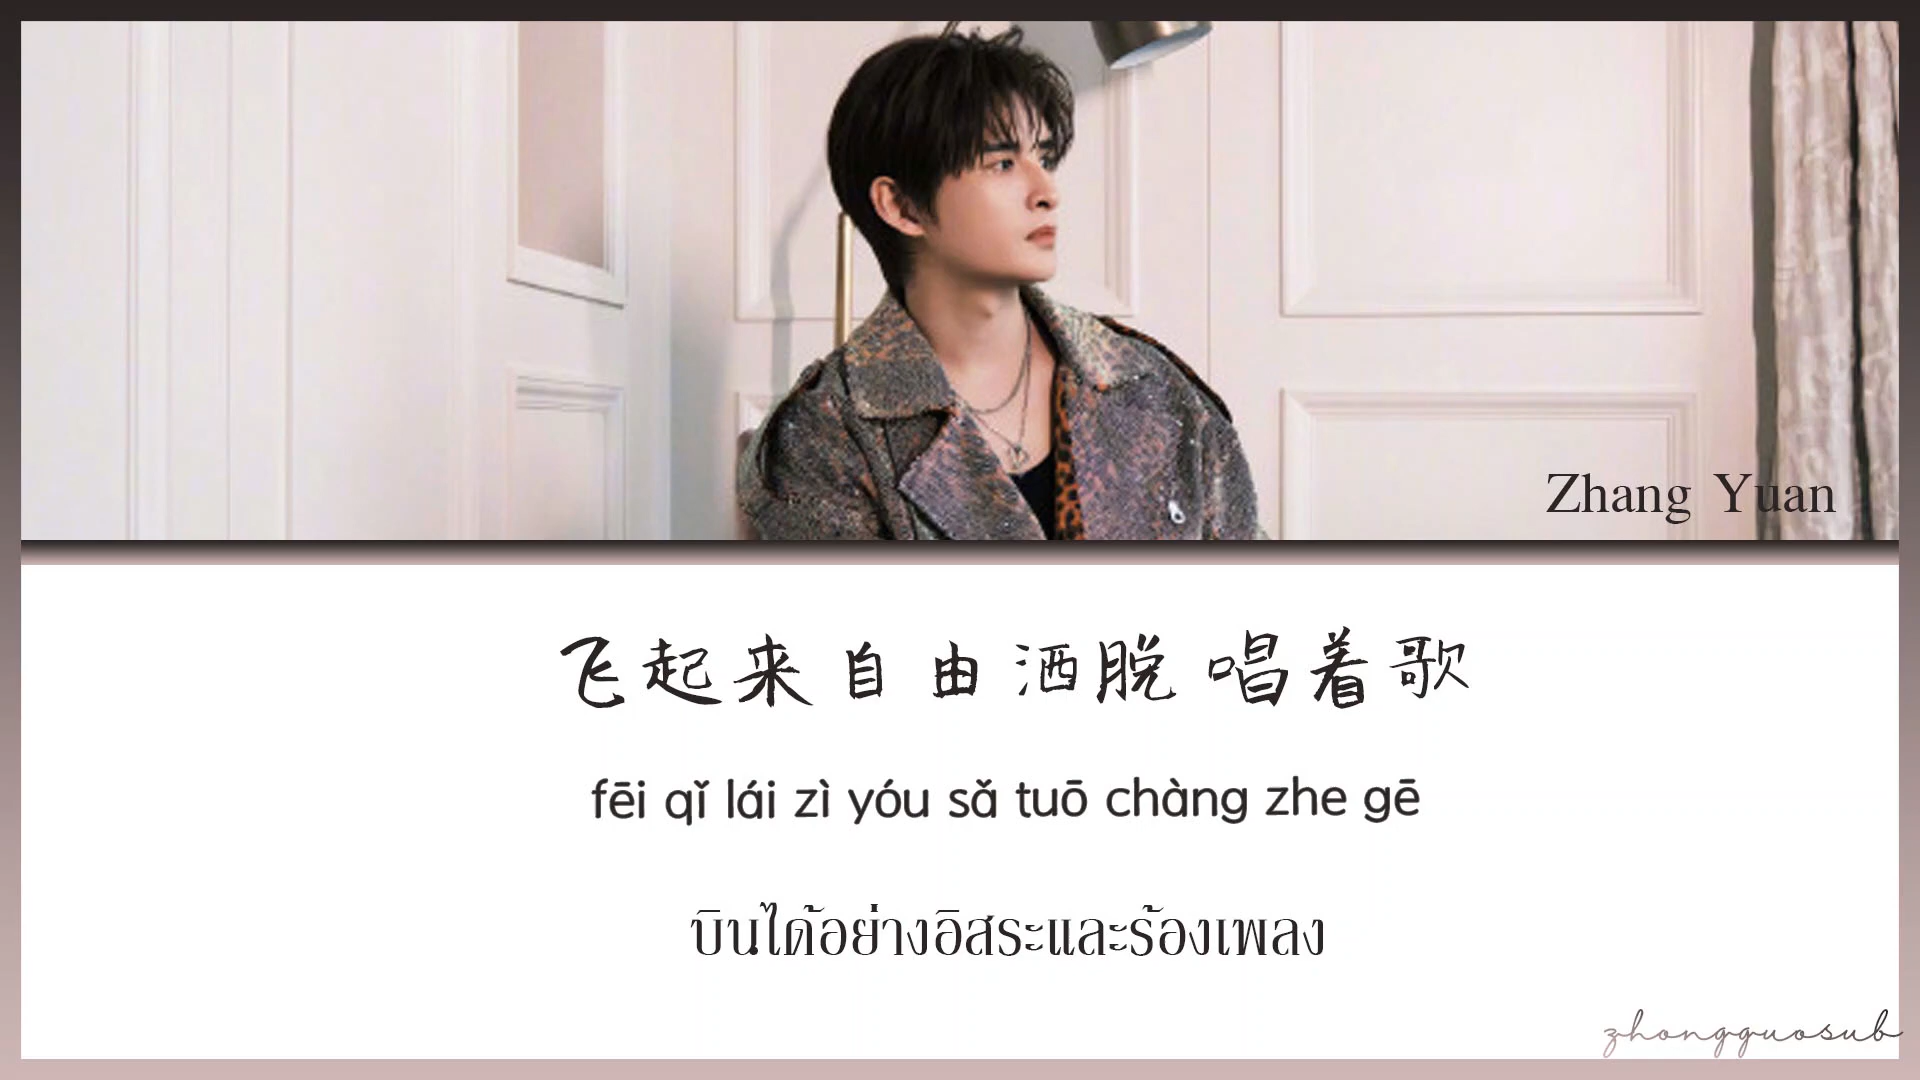 Zhang Yuan
飞起来自由洒脱 唱着歌
fēi qǐ lái zì yóu sǎ tuō chàng zhe gē
บินได้อย่างอิสระและร้องเพลง
zhongguosub